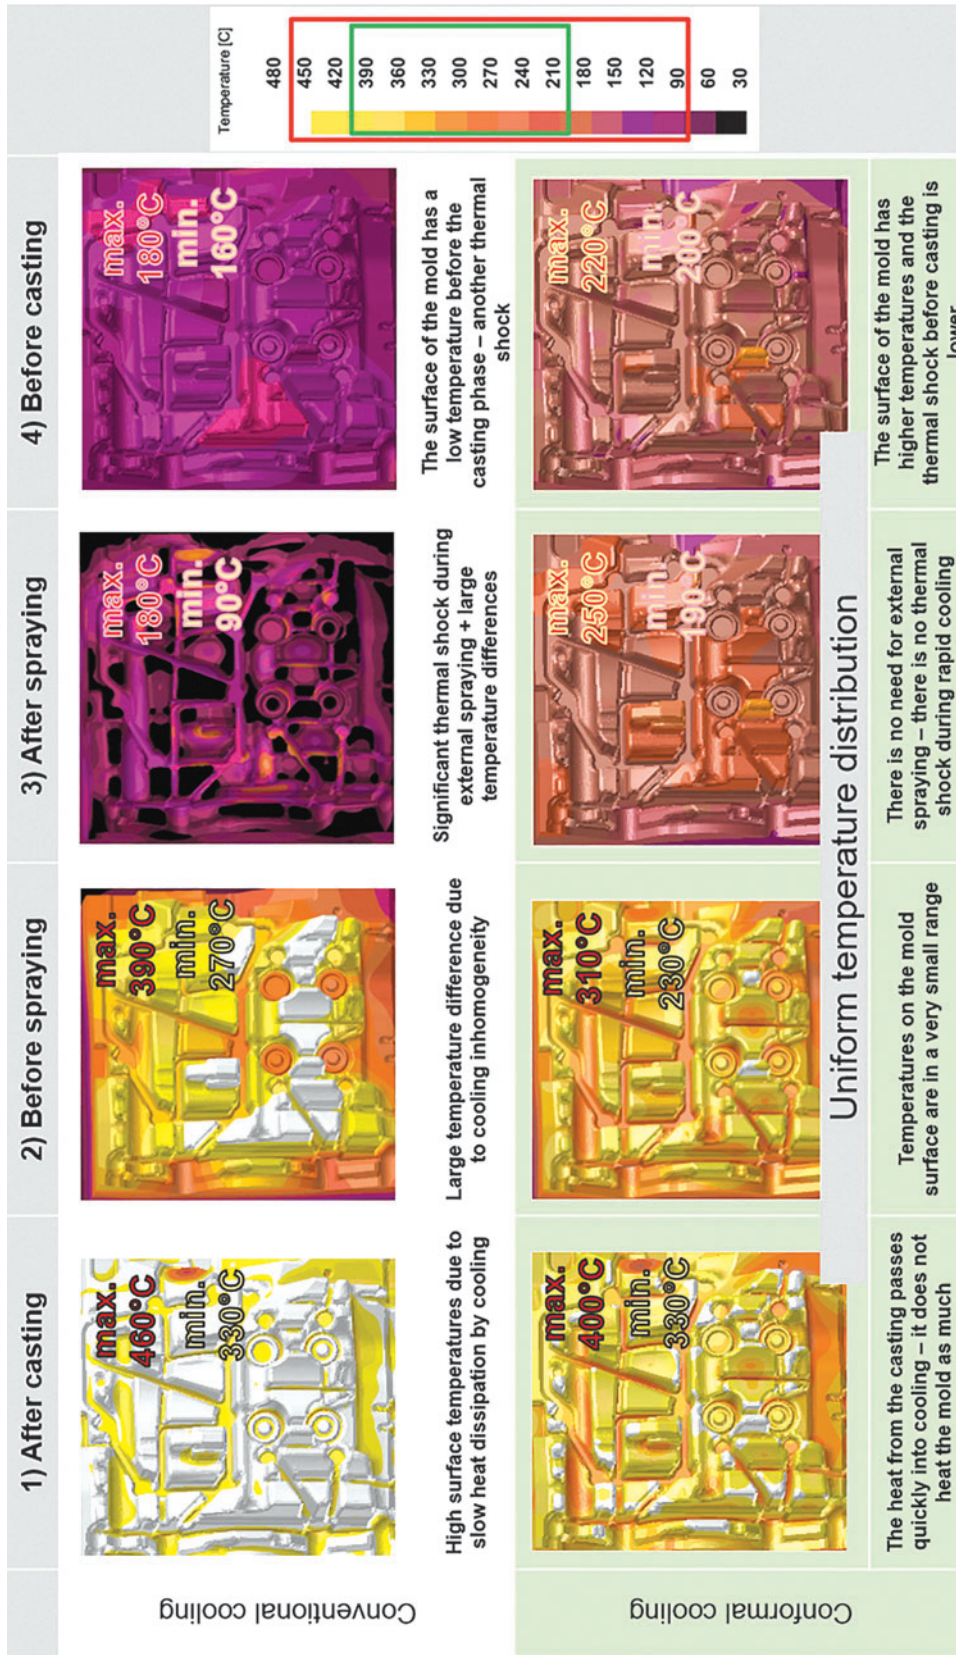 1) After casting
2) Before spraying
3) After spraying
4) Before casting
Conventional cooling
max.
460°C
min.
330°C
High surface temperatures due to
slow heat dissipation by cooling
max.
390°C
min.
270°C
Large temperature difference due
to cooling inhomogeneity
max.
180°C
min.
90°C
Significant thermal shock during
external spraying + large
temperature differences
max.
180°C
min.
160°C
The surface of the mold has a
low temperature before the
casting phase – another thermal
shock
Temperature [C]
480
450
420
390
360
330
300
270
240
210
180
150
120
90
60
30
Conformal cooling
max.
400°C
min.
330°C
max.
310°C
min.
230°C
max.
250°C
min.
190°C
max.
220°C
min.
200°C
Uniform temperature distribution
The heat from the casting passes
quickly into cooling – it does not
heat the mold as much
Temperatures on the mold
surface are in a very small range
There is no need for external
spraying – there is no thermal
shock during rapid cooling
The surface of the mold has
higher temperatures and the
thermal shock before casting is
lower